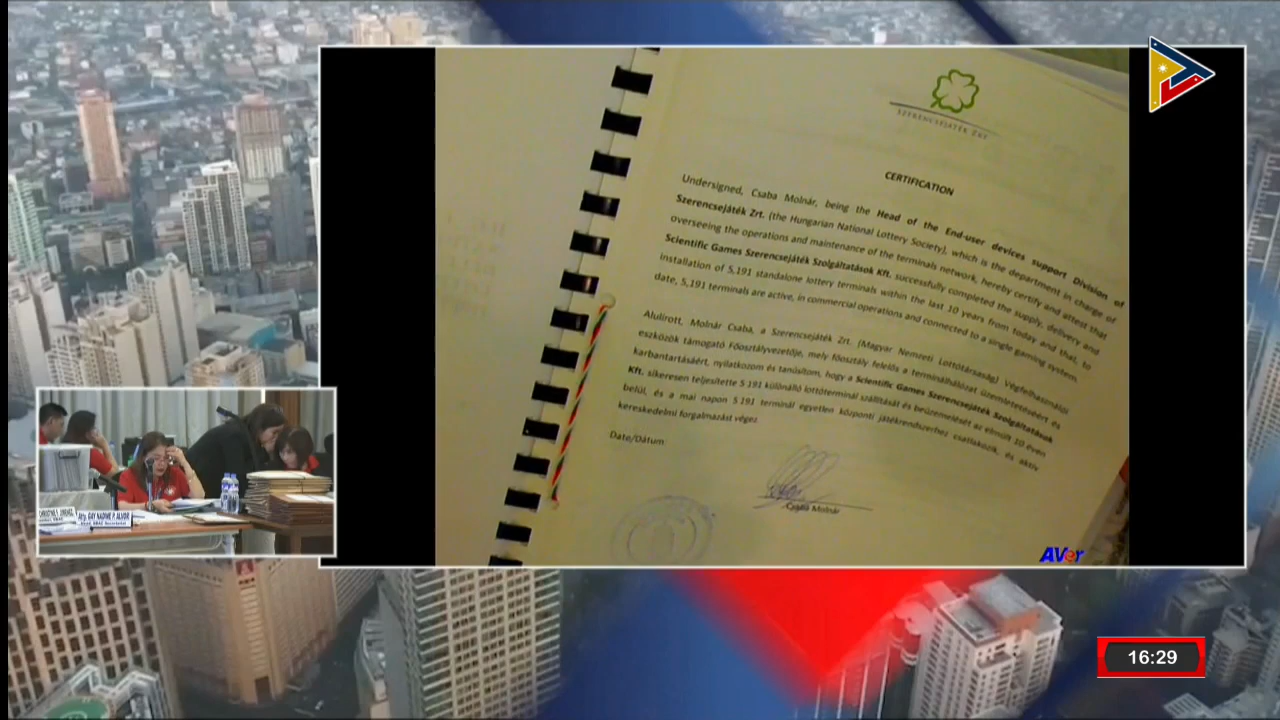 SZERENCSEJÁTÉK ZRT
CERTIFICATION
Undersigned, Csaba Molnár, being the Head of the End-user devices support Division of
Szerencsejáték Zrt. (the Hungarian National Lottery Society), which is the department in charge of
overseeing the operations and maintenance of the terminals network, hereby certify and attest that
Scientific Games Szerencsejáték Szolgáltatások Kft. successfully completed the supply, delivery and
installation of 5,191 standalone lottery terminals within the last 10 years from today and that, to
date, 5,191 terminals are active, in commercial operations and connected to a single gaming system.
Alulírott, Molnár Csaba, a Szerencsejáték Zrt. (Magyar Nemzeti Lottótársaság) Végfelhasználói
eszközök támogató Főosztályvezetője, mely főosztály felelős a terminálhálózat üzemeltetéséért és
karbantartásáért, nyilatkozom és tanúsítom, hogy a Scientific Games Szerencsejáték Szolgáltatások
Kft. sikeresen teljesítette 5 191 különálló lottóterminál szállítását és beüzemelését az elmúlt 10 éven
belül, és a mai napon 5 191 terminál egyetlen központi játékrendszerhez csatlakozik, és aktív
kereskedelmi forgalmazást végez.
Date/Dátum:
Csaba Molnár
AVer
Atty. GAY NADINE P. ALVOR
16:29